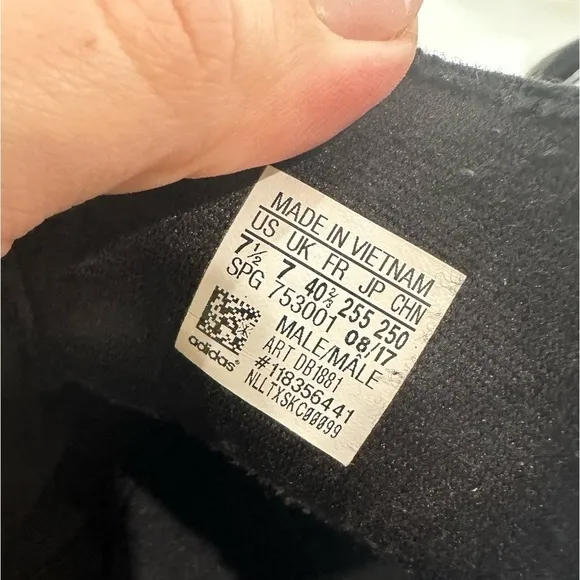 MADE IN VIETNAM
US UK FR JP CHN
7½ 7 40⅔ 255 250
SPG 753001 08/17
MALE/MÂLE
ART DB1881
#118356441
NLLTXSKC00099
adidas®